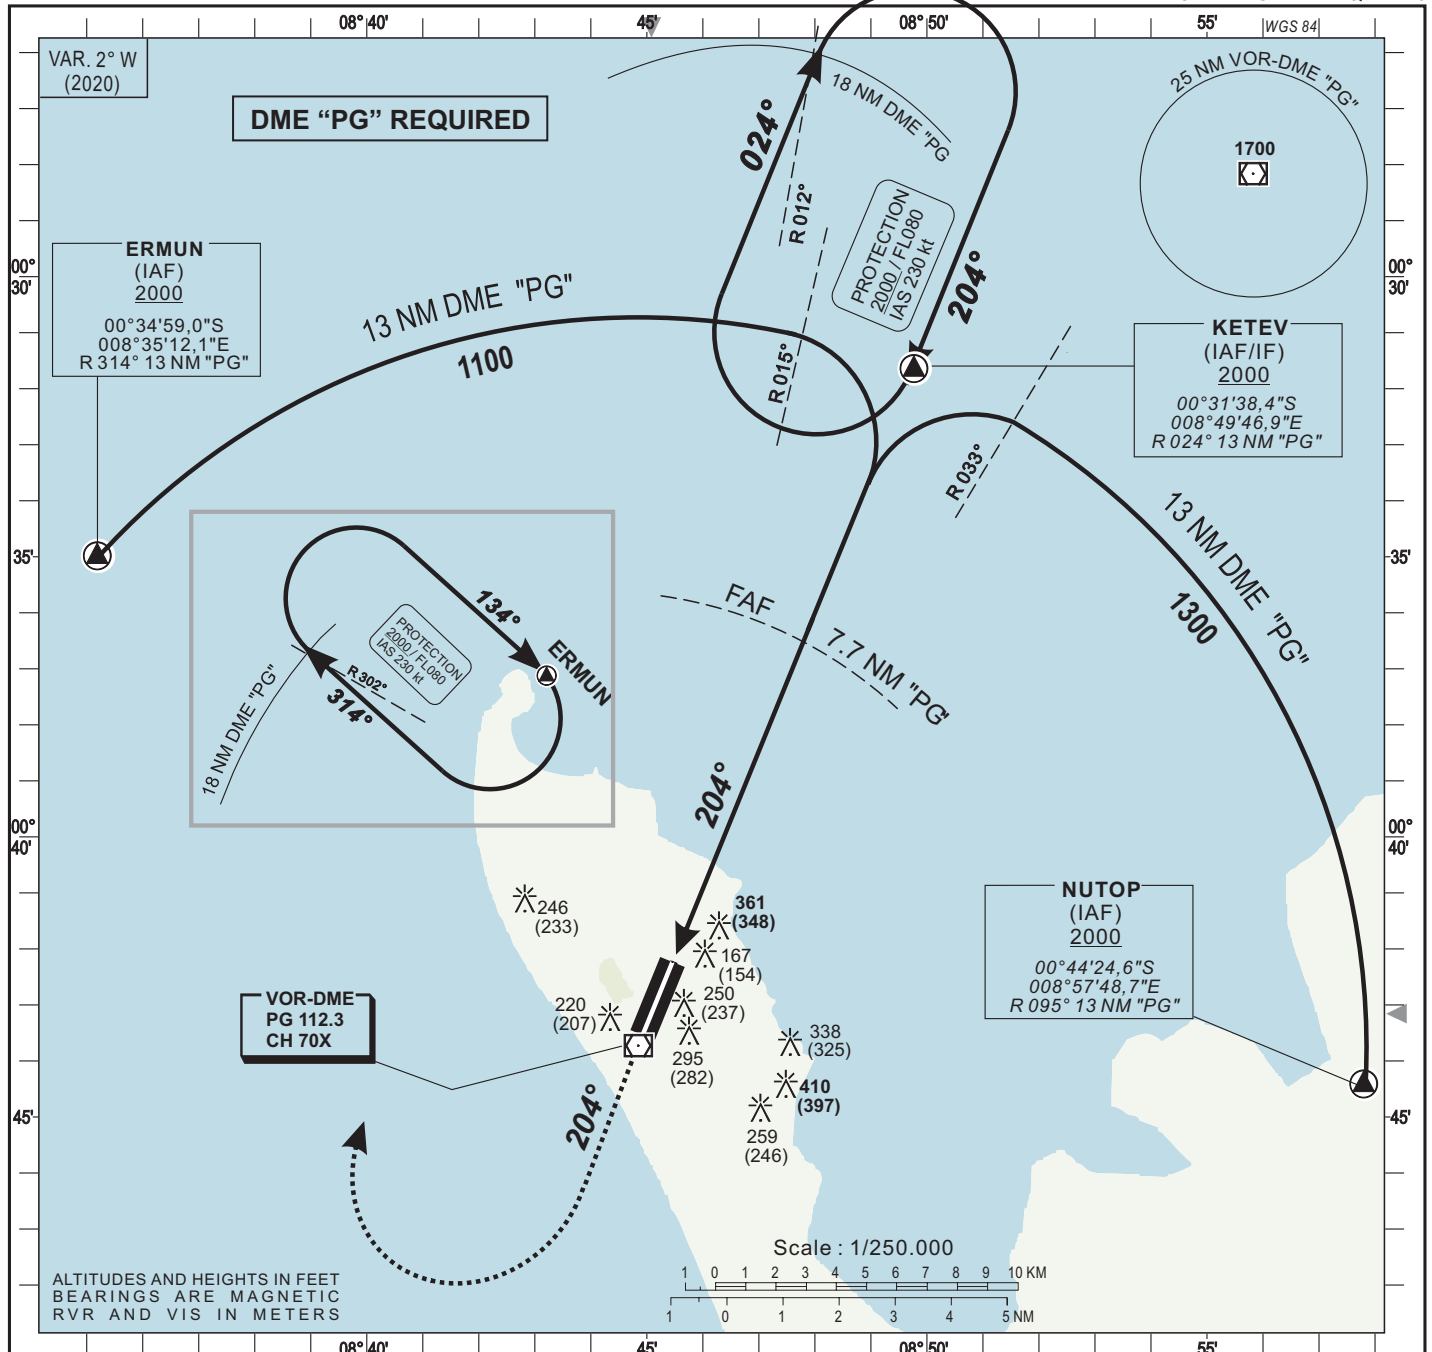 08°40'
45'
08°50'
55'
WGS 84
VAR. 2° W
(2020)
DME “PG” REQUIRED
18 NM DME "PG
25 NM VOR-DME "PG"
1700
024°
R 012°
PROTECTION
2000 / FL080
IAS 230 kt
204°
ERMUN
(IAF)
2000
00°34'59,0"S
008°35'12,1"E
R 314° 13 NM "PG"
00°
30'
00°
30'
13 NM DME "PG"
1100
R 015°
KETEV
(IAF/IF)
2000
00°31'38,4"S
008°49'46,9"E
R 024° 13 NM "PG"
R 033°
13 NM DME "PG"
1300
35'
35'
134°
PROTECTION
2000 / FL080
IAS 230 kt
ERMUN
R 302°
314°
18 NM DME "PG"
FAF
7.7 NM "PG'
204°
00°
40'
00°
40'
246
(233)
361
(348)
167
(154)
250
(237)
220
(207)
295
(282)
338
(325)
410
(397)
259
(246)
NUTOP
(IAF)
2000
00°44'24,6"S
008°57'48,7"E
R 095° 13 NM "PG"
VOR-DME
PG 112.3
CH 70X
204°
45'
45'
Scale : 1/250.000
1 0 1 2 3 4 5 6 7 8 9 10 KM
1 0 1 2 3 4 5 NM
ALTITUDES AND HEIGHTS IN FEET
BEARINGS ARE MAGNETIC
RVR AND VIS IN METERS
08°40'
45'
08°50'
55'